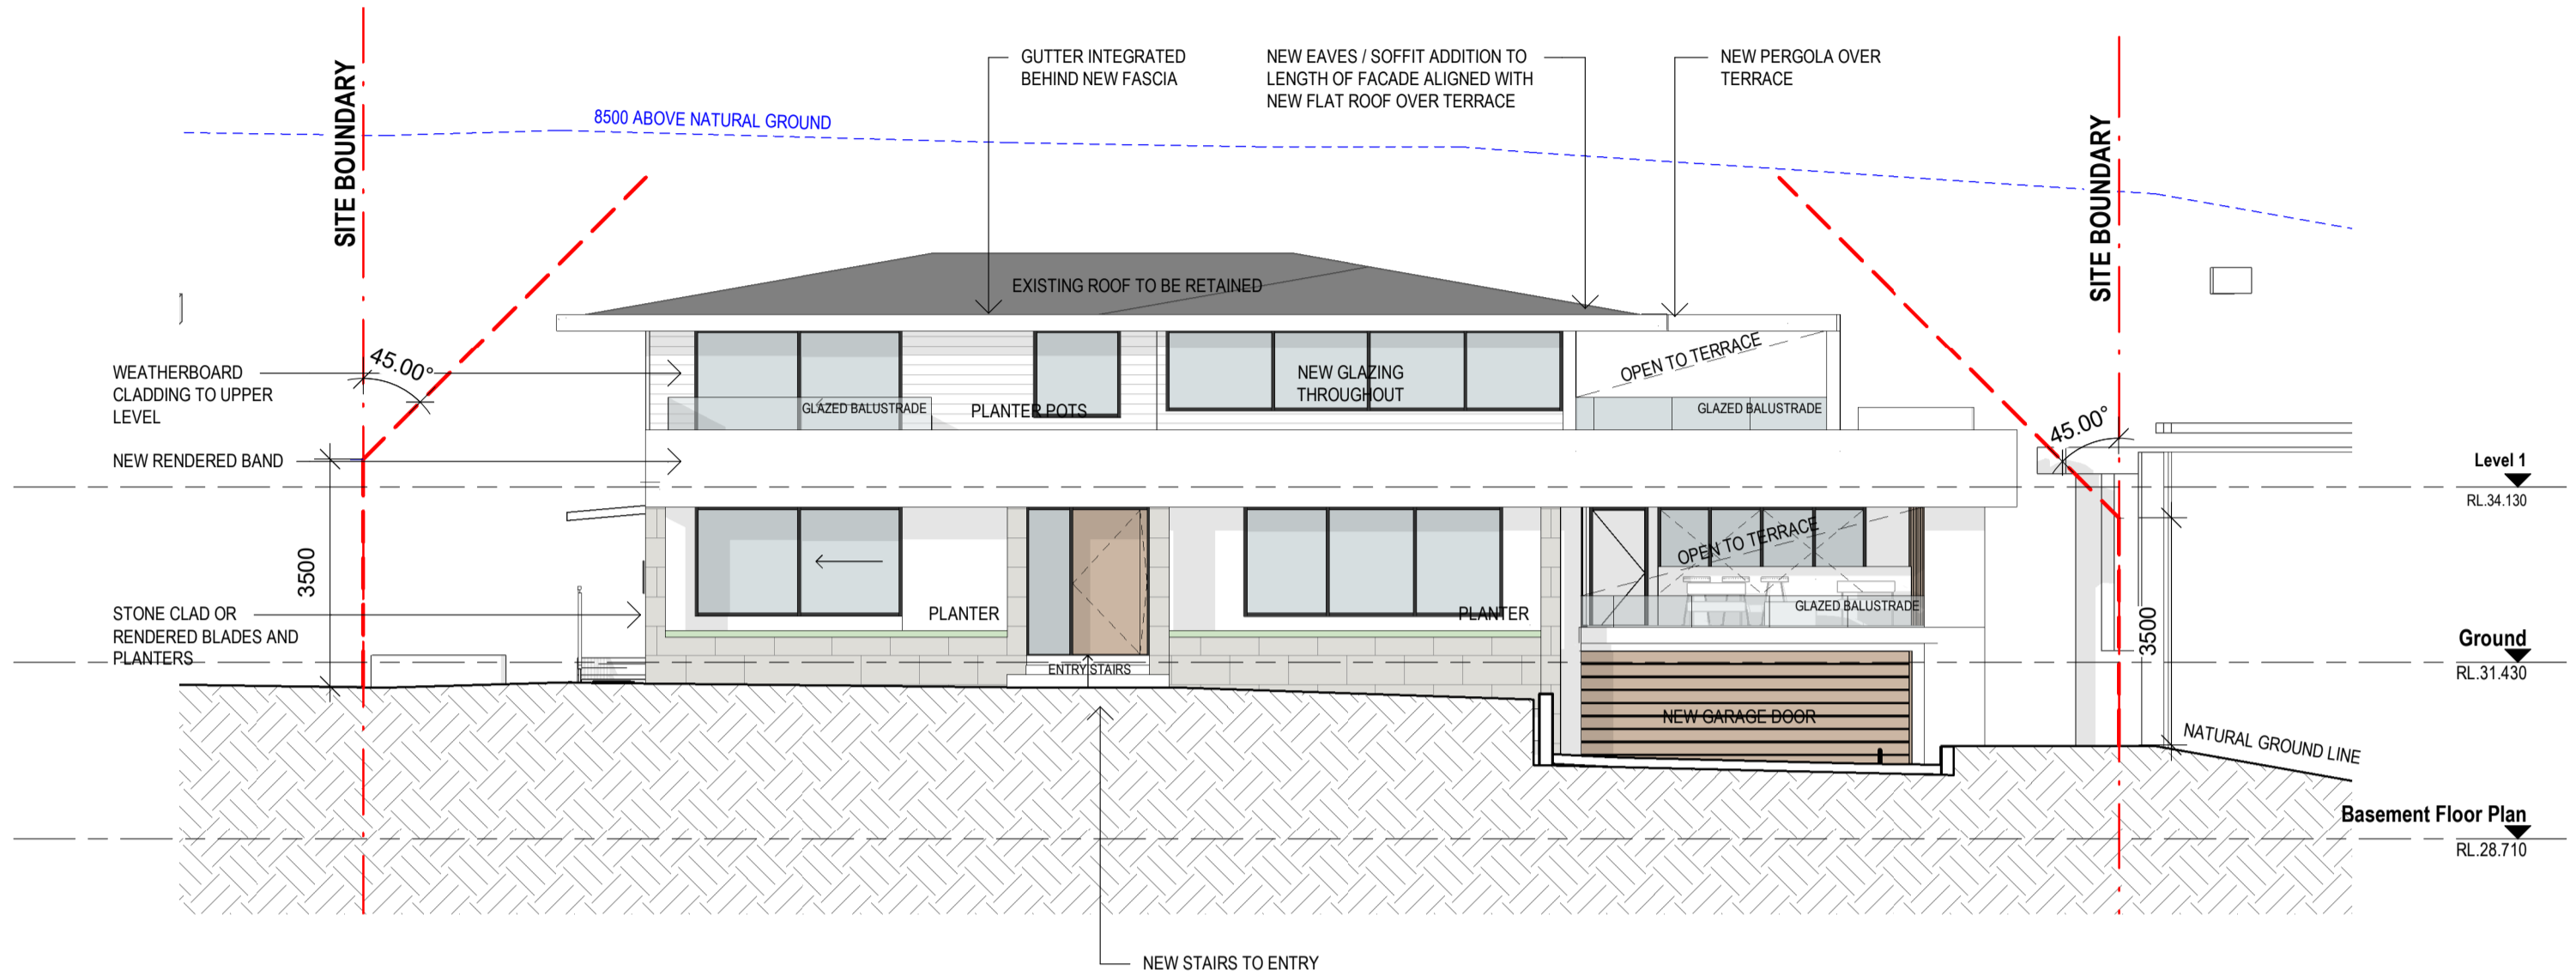 GUTTER INTEGRATED
BEHIND NEW FASCIA
NEW EAVES / SOFFIT ADDITION TO
LENGTH OF FACADE ALIGNED WITH
NEW FLAT ROOF OVER TERRACE
NEW PERGOLA OVER
TERRACE
SITE BOUNDARY
8500 ABOVE NATURAL GROUND
SITE BOUNDARY
EXISTING ROOF TO BE RETAINED
45.00°
WEATHERBOARD
CLADDING TO UPPER
LEVEL
NEW GLAZING
THROUGHOUT
OPEN TO TERRACE
GLAZED BALUSTRADE
PLANTER POTS
GLAZED BALUSTRADE
45.00°
NEW RENDERED BAND
Level 1
RL.34.130
3500
OPEN TO TERRACE
STONE CLAD OR
RENDERED BLADES AND
PLANTERS
PLANTER
PLANTER
GLAZED BALUSTRADE
3500
Ground
RL.31.430
ENTRY STAIRS
NEW GARAGE DOOR
NATURAL GROUND LINE
Basement Floor Plan
RL.28.710
NEW STAIRS TO ENTRY